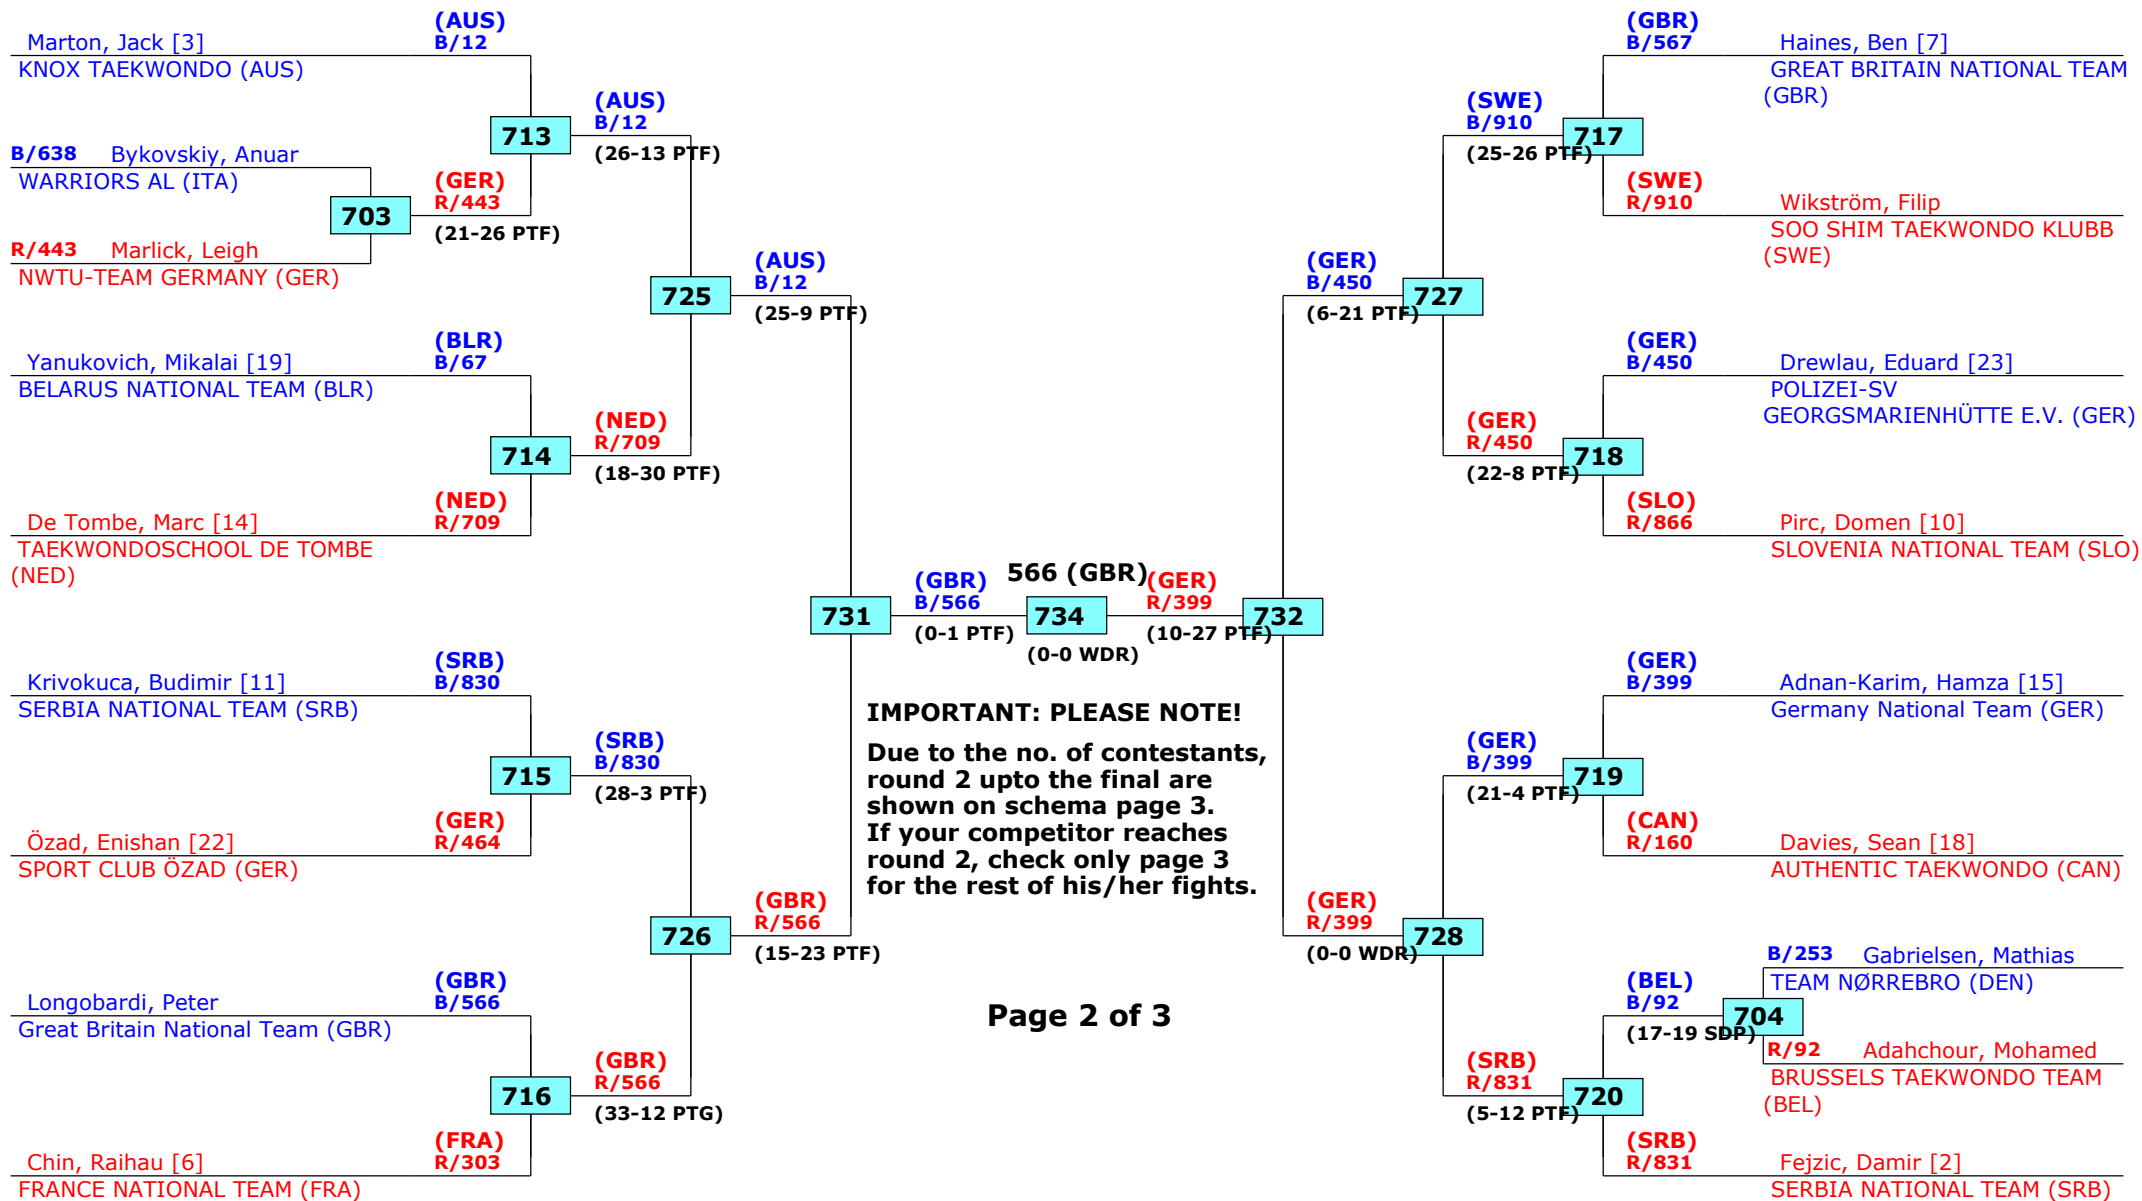 (AUS)
B/12
Marton, Jack [3]
KNOX TAEKWONDO (AUS)
713
(AUS)
B/12
(26-13 PTF)
B/638 Bykovskiy, Anuar
WARRIORS AL (ITA)
703
(GER)
R/443
(21-26 PTF)
R/443 Marlick, Leigh
NWTU-TEAM GERMANY (GER)
725
(AUS)
B/12
(25-9 PTF)
(BLR)
B/67
Yanukovich, Mikalai [19]
BELARUS NATIONAL TEAM (BLR)
714
(NED)
R/709
(18-30 PTF)
(NED)
R/709
De Tombe, Marc [14]
TAEKWONDOSCHOOL DE TOMBE
(NED)
731
(GBR)
B/566
(0-1 PTF)
566 (GBR)
734
(0-0 WDR)
(GER)
R/399
(10-27 PTF)
732
(SRB)
B/830
Krivokuca, Budimir [11]
SERBIA NATIONAL TEAM (SRB)
715
(SRB)
B/830
(28-3 PTF)
(GER)
R/464
Özad, Enishan [22]
SPORT CLUB ÖZAD (GER)
726
(GBR)
R/566
(15-23 PTF)
(GBR)
B/566
Longobardi, Peter
Great Britain National Team (GBR)
716
(GBR)
R/566
(33-12 PTG)
(FRA)
R/303
Chin, Raihau [6]
FRANCE NATIONAL TEAM (FRA)
IMPORTANT: PLEASE NOTE!
Due to the no. of contestants,
round 2 upto the final are
shown on schema page 3.
If your competitor reaches
round 2, check only page 3
for the rest of his/her fights.
Page 2 of 3
(GBR)
B/567
Haines, Ben [7]
GREAT BRITAIN NATIONAL TEAM
(GBR)
(SWE)
B/910
(25-26 PTF)
717
(SWE)
R/910
Wikström, Filip
SOO SHIM TAEKWONDO KLUBB
(SWE)
(GER)
B/450
(6-21 PTF)
727
(GER)
B/450
Drewlau, Eduard [23]
POLIZEI-SV
GEORGSMARIENHÜTTE E.V. (GER)
(GER)
R/450
(22-8 PTF)
718
(SLO)
R/866
Pirc, Domen [10]
SLOVENIA NATIONAL TEAM (SLO)
(GER)
B/399
Adnan-Karim, Hamza [15]
Germany National Team (GER)
(GER)
B/399
(21-4 PTF)
719
(CAN)
R/160
Davies, Sean [18]
AUTHENTIC TAEKWONDO (CAN)
(GER)
R/399
(0-0 WDR)
728
B/253 Gabrielsen, Mathias
TEAM NØRREBRO (DEN)
(BEL)
B/92
(17-19 SDP)
704
R/92 Adahchour, Mohamed
BRUSSELS TAEKWONDO TEAM
(BEL)
(SRB)
R/831
(5-12 PTF)
720
(SRB)
R/831
Fejzic, Damir [2]
SERBIA NATIONAL TEAM (SRB)